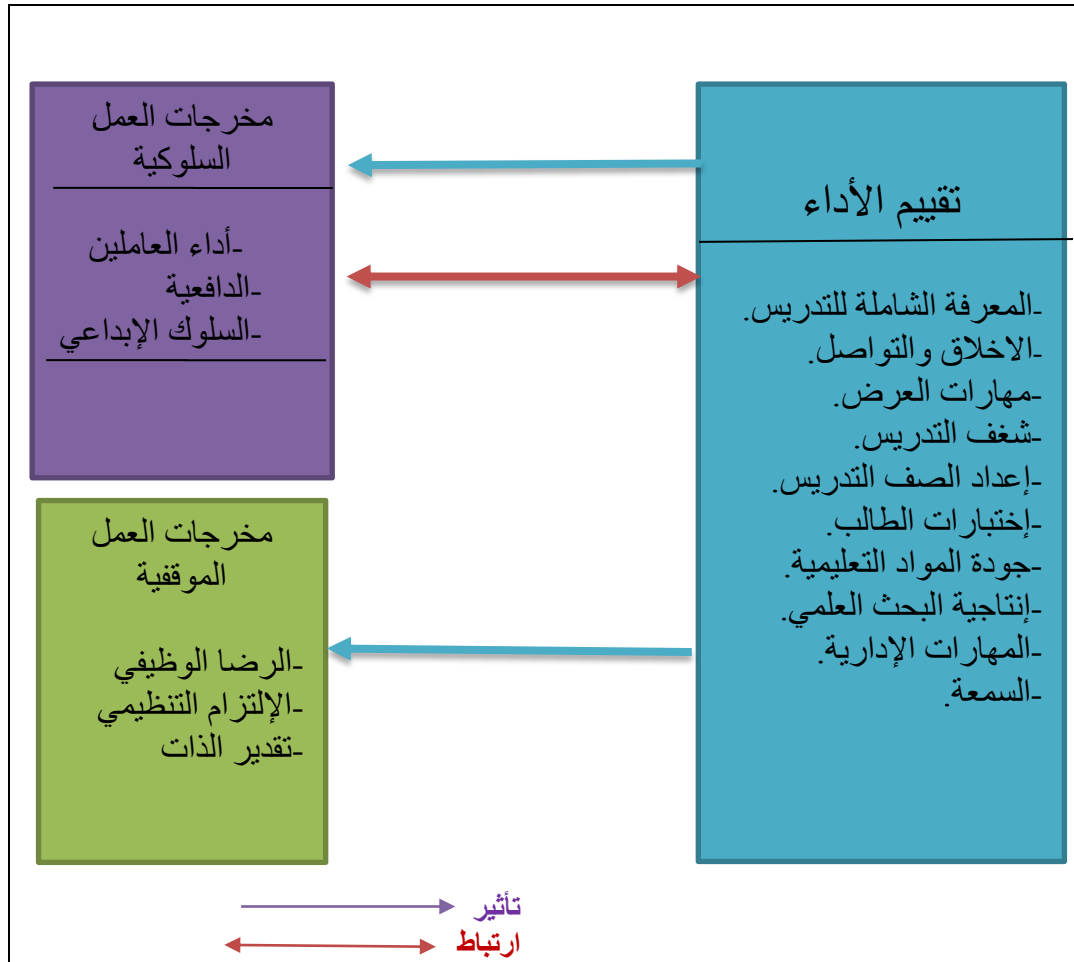 تقييم الأداء
-المعرفة الشاملة للتدريس.
-الاخلاق والتواصل.
-مهارات العرض.
-شغف التدريس.
-إعداد الصف التدريس.
-إختبارات الطالب.
-جودة المواد التعليمية.
-إنتاجية البحث العلمي.
-المهارات الإدارية.
-السمعة.
مخرجات العمل
السلوكية
-أداء العاملين
-الدافعية
-السلوك الإبداعي
مخرجات العمل
الموقفية
-الرضا الوظيفي
-الإلتزام التنظيمي
-تقدير الذات
تأثير
ارتباط